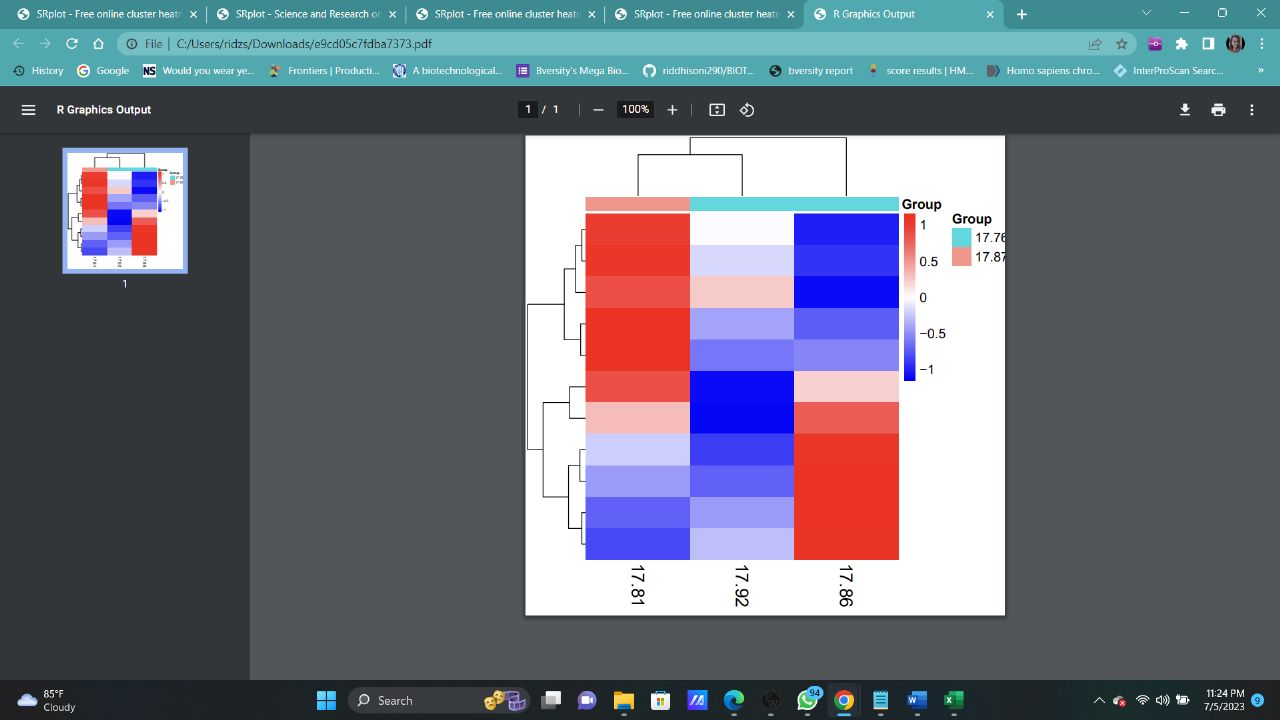 SRplot - Free online cluster heatm
SRplot - Science and Research on
SRplot - Free online cluster heatm
SRplot - Free online cluster heatm
R Graphics Output
File | C:/Users/ridzs/Downloads/e9cd05c7fdba7373.pdf
History
Google
NS Would you wear ye...
Frontiers | Producti...
A biotechnological...
Bversity's Mega Bio...
riddhisoni290/BIOT...
bversity report
score results | HM...
Homo sapiens chro...
InterProScan Searc...
»
R Graphics Output
1 / 1
100%
1
Group
1
0.5
0
−0.5
−1
Group
17.76
17.87
17.81
17.92
17.86
85°F
Cloudy
Search
94
11:24 PM
7/5/2023
9